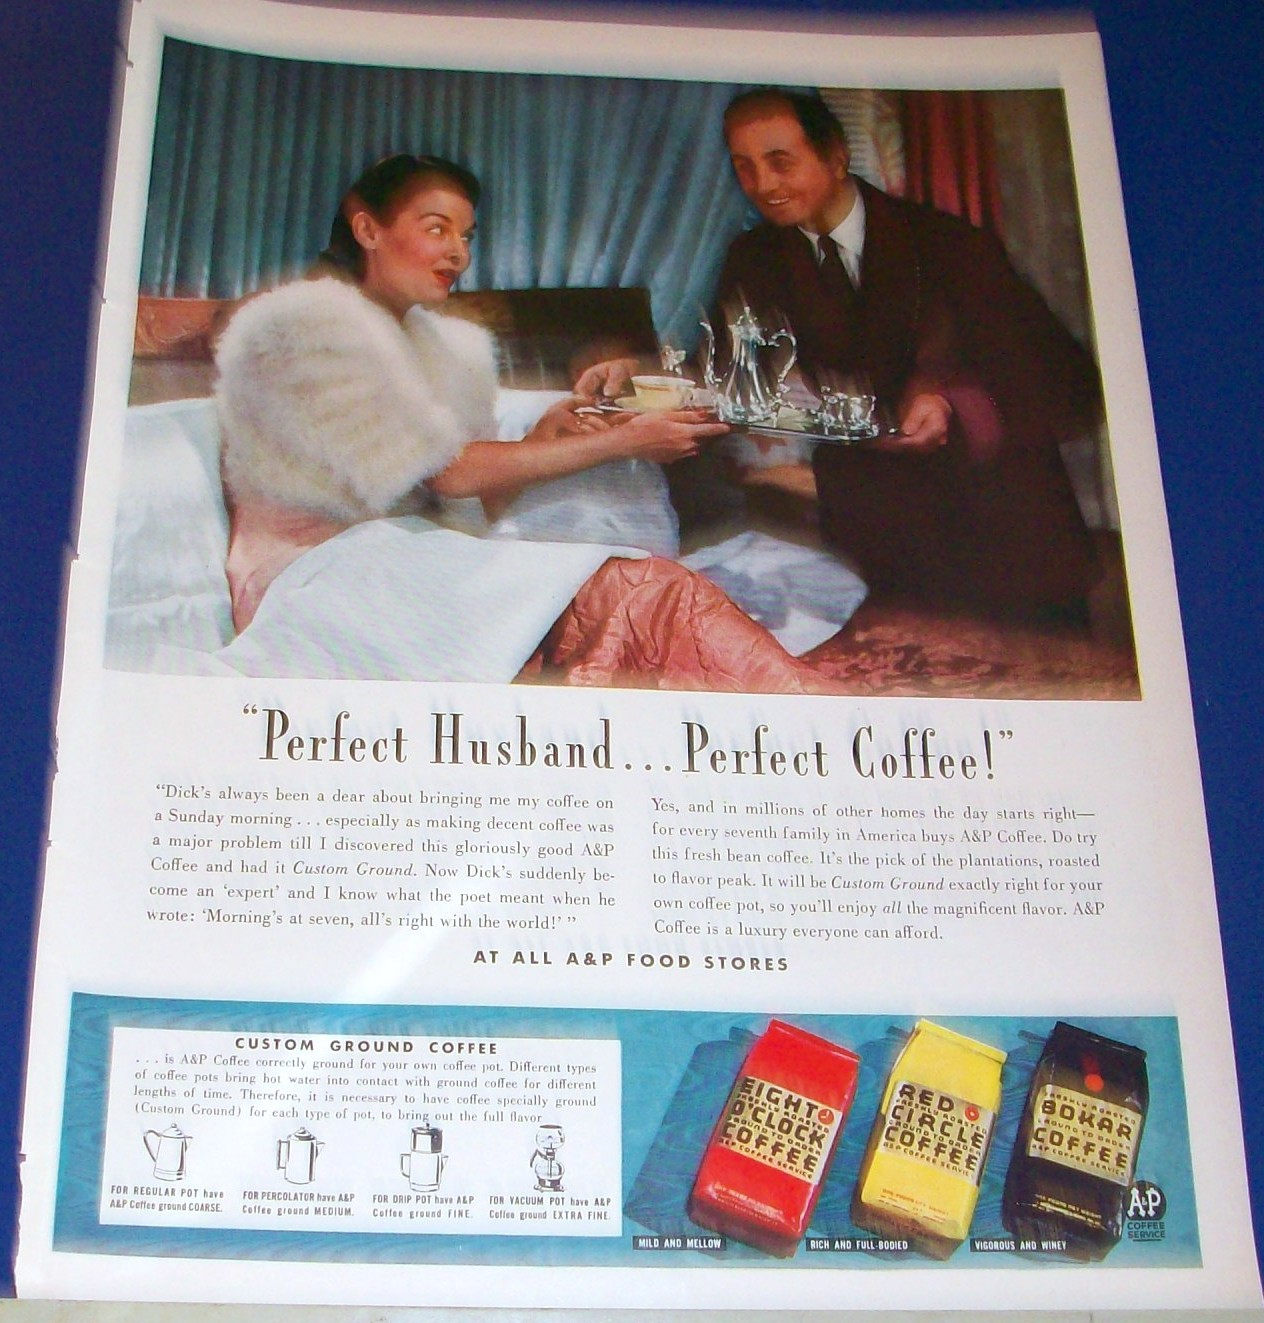 “Perfect Husband...Perfect Coffee!”
“Dick's always been a dear about bringing me my coffee on
a Sunday morning . . . especially as making decent coffee was
a major problem till I discovered this gloriously good A&P
Coffee and had it Custom Ground. Now Dick's suddenly be-
come an ‘expert’ and I know what the poet meant when he
wrote: ‘Morning's at seven, all's right with the world!’ ”
Yes, and in millions of other homes the day starts right—
for every seventh family in America buys A&P Coffee. Do try
this fresh bean coffee. It's the pick of the plantations, roasted
to flavor peak. It will be Custom Ground exactly right for your
own coffee pot, so you'll enjoy all the magnificent flavor. A&P
Coffee is a luxury everyone can afford.
AT ALL A&P FOOD STORES
CUSTOM GROUND COFFEE
. . . is A&P Coffee correctly ground for your own coffee pot. Different types
of coffee pots bring hot water into contact with ground coffee for different
lengths of time. Therefore, it is necessary to have coffee specially ground
(Custom Ground) for each type of pot, to bring out the full flavor.
FOR REGULAR POT have
A&P Coffee ground COARSE.
FOR PERCOLATOR have A&P
Coffee ground MEDIUM.
FOR DRIP POT have A&P
Coffee ground FINE.
FOR VACUUM POT have A&P
Coffee ground EXTRA FINE.
EIGHT
O'CLOCK
COFFEE
A&P COFFEE SERVICE
MILD AND MELLOW
RED
CIRCLE
COFFEE
A&P COFFEE SERVICE
RICH AND FULL-BODIED
BOKAR
COFFEE
A&P COFFEE SERVICE
VIGOROUS AND WINEY
A&P
COFFEE
SERVICE